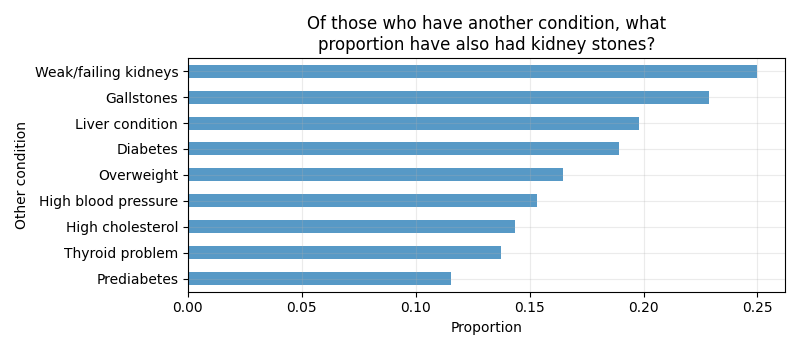 Of those who have another condition, what
proportion have also had kidney stones?
Other condition
Weak/failing kidneys
Gallstones
Liver condition
Diabetes
Overweight
High blood pressure
High cholesterol
Thyroid problem
Prediabetes
0.00 0.05 0.10 0.15 0.20 0.25
Proportion